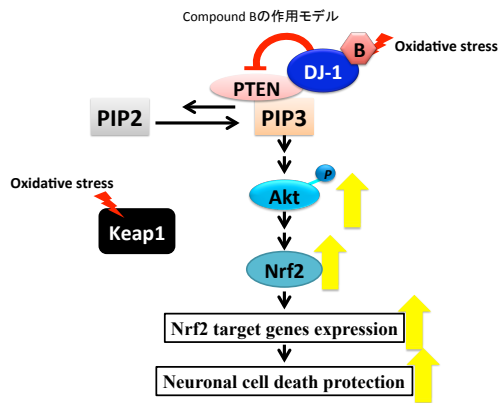 Compound Bの作用モデル
B
Oxidative stress
DJ-1
PTEN
PIP2
PIP3
Oxidative stress
P
Akt
Keap1
Nrf2
Nrf2 target genes expression
Neuronal cell death protection